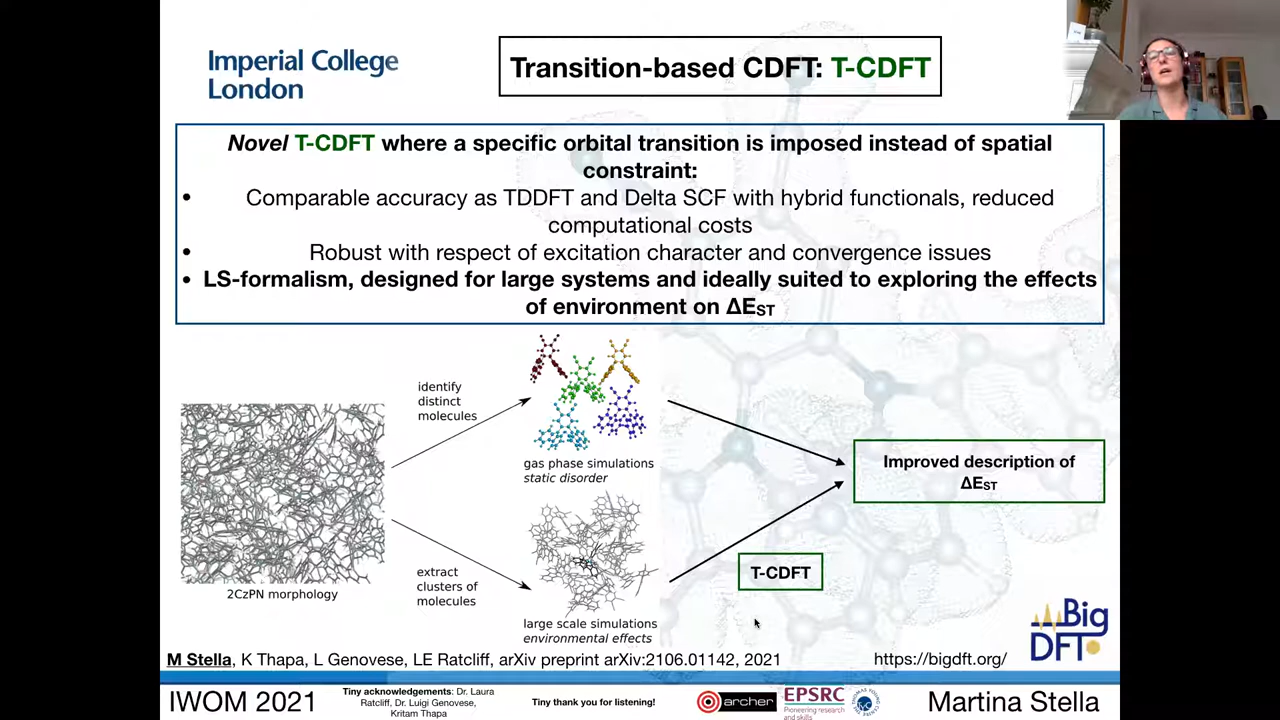 Imperial College
London
Transition-based CDFT: T-CDFT
Novel T-CDFT where a specific orbital transition is imposed instead of spatial
constraint:
• Comparable accuracy as TDDFT and Delta SCF with hybrid functionals, reduced
computational costs
• Robust with respect of excitation character and convergence issues
• LS-formalism, designed for large systems and ideally suited to exploring the effects
of environment on ΔEST
identify
distinct
molecules
gas phase simulations
static disorder
2CzPN morphology
extract
clusters of
molecules
large scale simulations
environmental effects
Improved description of
ΔEST
T-CDFT
Big
DFT
M Stella, K Thapa, L Genovese, LE Ratcliff, arXiv preprint arXiv:2106.01142, 2021
https://bigdft.org/
IWOM 2021
Tiny acknowledgements: Dr. Laura
Ratcliff, Dr. Luigi Genovese,
Kritam Thapa
Tiny thank you for listening!
archer
EPSRC
Pioneering research
and skills
Martina Stella